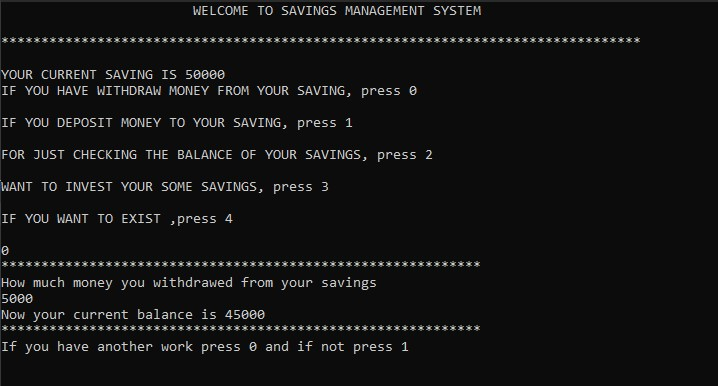 WELCOME TO SAVINGS MANAGEMENT SYSTEM
********************************************************************************
YOUR CURRENT SAVING IS 50000
IF YOU HAVE WITHDRAW MONEY FROM YOUR SAVING, press 0
IF YOU DEPOSIT MONEY TO YOUR SAVING, press 1
FOR JUST CHECKING THE BALANCE OF YOUR SAVINGS, press 2
WANT TO INVEST YOUR SOME SAVINGS, press 3
IF YOU WANT TO EXIST ,press 4
0
************************************************************
How much money you withdrawed from your savings
5000
Now your current balance is 45000
************************************************************
If you have another work press 0 and if not press 1